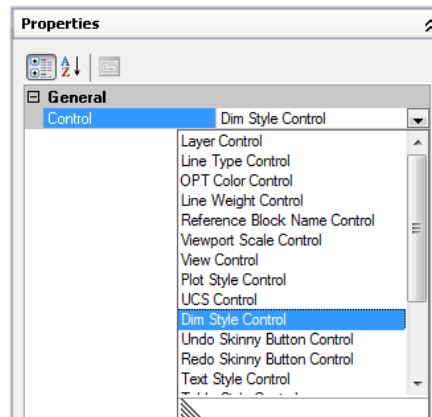 Properties
General
Control Dim Style Control
Layer Control
Line Type Control
OPT Color Control
Line Weight Control
Reference Block Name Control
Viewport Scale Control
View Control
Plot Style Control
UCS Control
Dim Style Control
Undo Skinny Button Control
Redo Skinny Button Control
Text Style Control